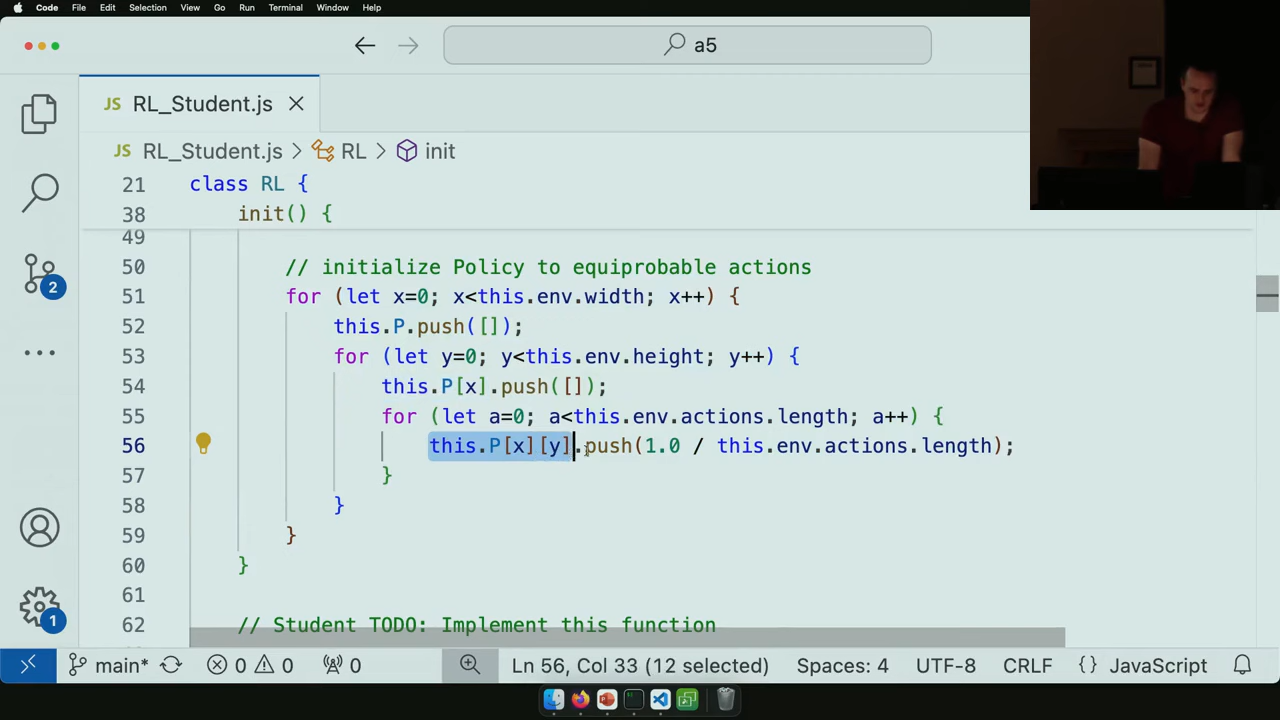 Code File Edit Selection View Go Run Terminal Window Help
a5
JS RL_Student.js
JS RL_Student.js > RL > init
21 class RL {
38 init() {
49
50 // initialize Policy to equiprobable actions
51 for (let x=0; x<this.env.width; x++) {
52 this.P.push([]);
53 for (let y=0; y<this.env.height; y++) {
54 this.P[x].push([]);
55 for (let a=0; a<this.env.actions.length; a++) {
56 this.P[x][y].push(1.0 / this.env.actions.length);
57 }
58 }
59 }
60 }
61
62 // Student TODO: Implement this function
2
1
main* 0 0 0 Ln 56, Col 33 (12 selected) Spaces: 4 UTF-8 CRLF {} JavaScript